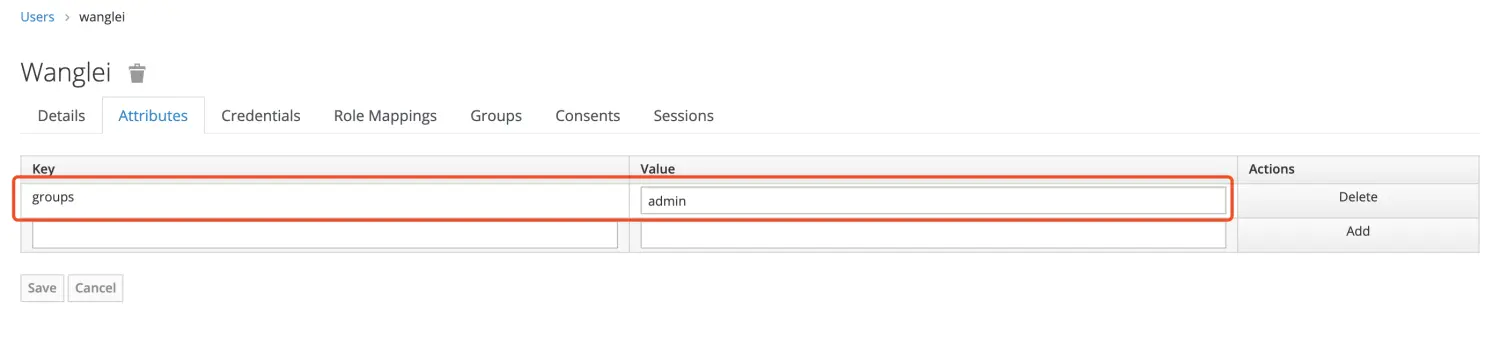 Users › wanglei
Wanglei
Details Attributes Credentials Role Mappings Groups Consents Sessions
Key Value Actions
groups admin Delete
Add
Save Cancel